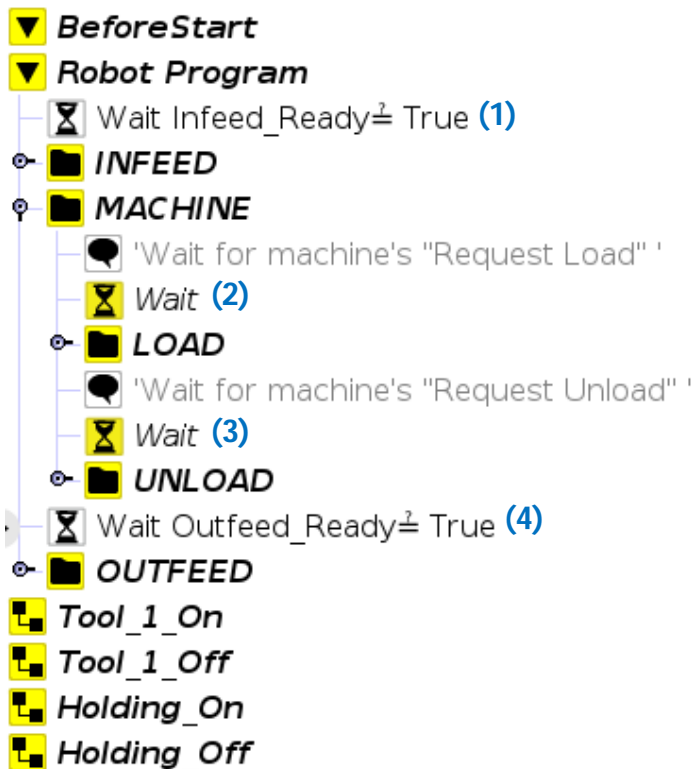 BeforeStart
Robot Program
Wait Infeed_Ready≟ True (1)
INFEED
MACHINE
'Wait for machine's "Request Load" '
Wait (2)
LOAD
'Wait for machine's "Request Unload" '
Wait (3)
UNLOAD
Wait Outfeed_Ready≟ True (4)
OUTFEED
Tool_1_On
Tool_1_Off
Holding_On
Holding_Off